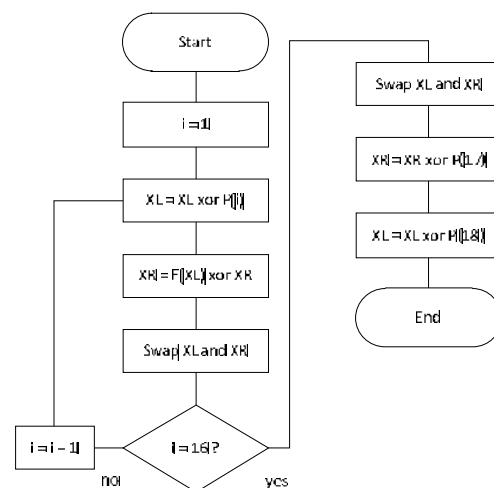 Start
i = 1
XL = XL xor P(i)
XR = F(XL) xor XR
Swap XL and XR
i = 16?
i = i – 1
no
yes
Swap XL and XR
XR = XR xor P(17)
XL = XL xor P(18)
End